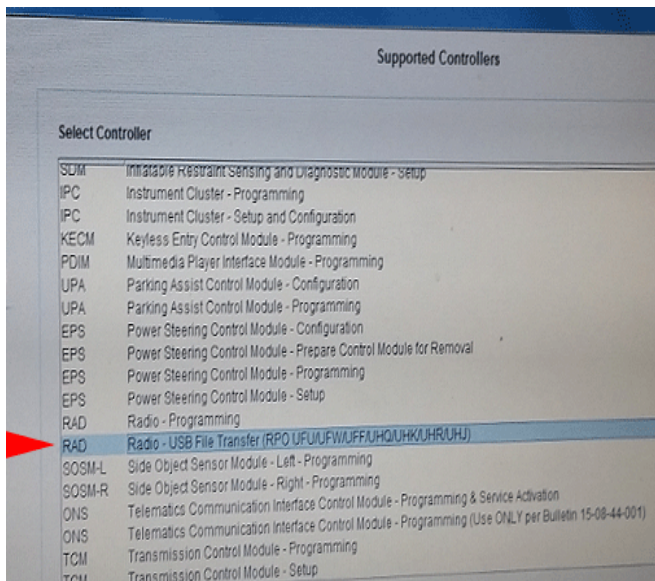 Supported Controllers
Select Controller
SDM Inflatable Restraint Sensing and Diagnostic Module - Setup
IPC Instrument Cluster - Programming
IPC Instrument Cluster - Setup and Configuration
KECM Keyless Entry Control Module - Programming
PDIM Multimedia Player Interface Module - Programming
UPA Parking Assist Control Module - Configuration
UPA Parking Assist Control Module - Programming
EPS Power Steering Control Module - Configuration
EPS Power Steering Control Module - Prepare Control Module for Removal
EPS Power Steering Control Module - Programming
EPS Power Steering Control Module - Setup
RAD Radio - Programming
RAD Radio - USB File Transfer (RPO UFU/UFW/UFF/UHQ/UHK/UHR/UHJ)
SOSM-L Side Object Sensor Module - Left - Programming
SOSM-R Side Object Sensor Module - Right - Programming
ONS Telematics Communication Interface Control Module - Programming & Service Activation
ONS Telematics Communication Interface Control Module - Programming (Use ONLY per Bulletin 15-08-44-001)
TCM Transmission Control Module - Programming
TCM Transmission Control Module - Setup